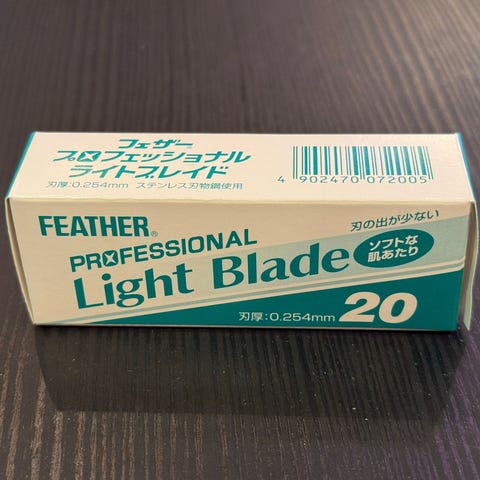 フェザー
プロフェッショナル
ライトブレイド
刃厚:0.254mm ステンレス刃物鋼使用
4 902470 072005
FEATHER®
PROFESSIONAL
Light Blade
刃の出が少ない
ソフトな
肌あたり
刃厚:0.254mm
20